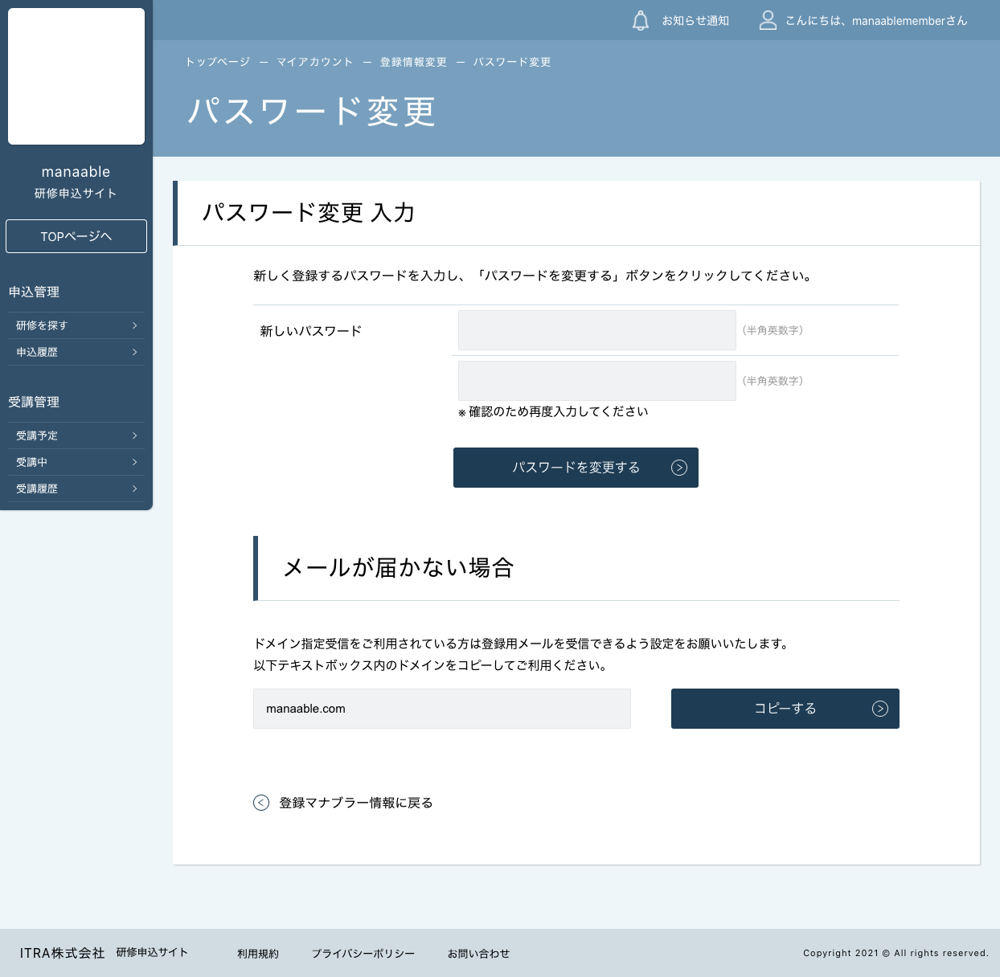 お知らせ通知
こんにちは、manaablememberさん
トップページ ー マイアカウント ー 登録情報変更 ー パスワード変更
パスワード変更
manaable
研修申込サイト
TOPページへ
申込管理
研修を探す
申込履歴
受講管理
受講予定
受講中
受講履歴
パスワード変更 入力
新しく登録するパスワードを入力し、「パスワードを変更する」ボタンをクリックしてください。
新しいパスワード
（半角英数字）
（半角英数字）
※ 確認のため再度入力してください
パスワードを変更する
メールが届かない場合
ドメイン指定受信をご利用されている方は登録用メールを受信できるよう設定をお願いいたします。
以下テキストボックス内のドメインをコピーしてご利用ください。
manaable.com
コピーする
登録マナブラー情報に戻る
ITRA株式会社 研修申込サイト 利用規約 プライバシーポリシー お問い合わせ
Copyright 2021 © All rights reserved.